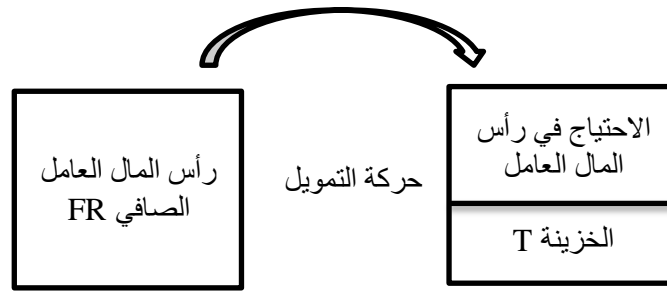 الاحتياج في رأس
المال العامل
الخزينة T
حركة التمويل
رأس المال العامل
الصافي FR